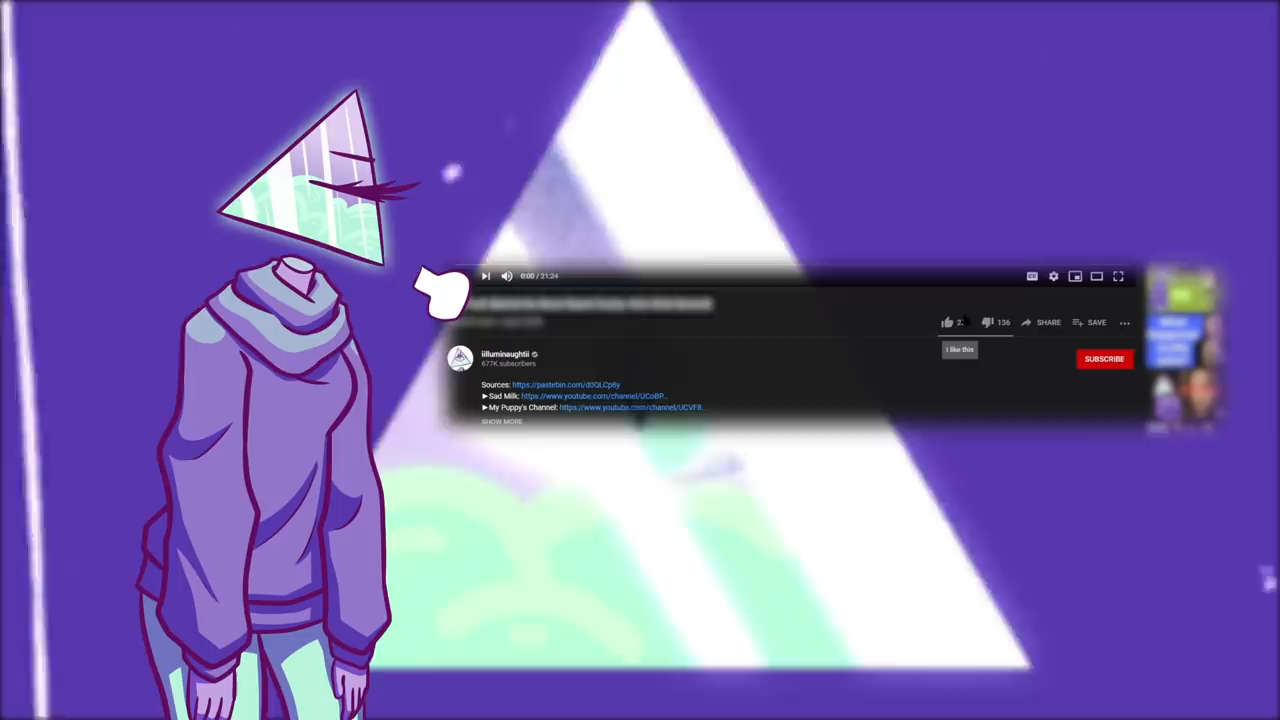 0:00 / 21:24
136
SHARE
SAVE
I like this
iilluminaughtii
677K subscribers
SUBSCRIBE
Sources: https://pastebin.com/d0QLCp8y
►Sad Milk: https://www.youtube.com/channel/UCoBP...
►My Puppy's Channel: https://www.youtube.com/channel/UCVF8...
SHOW MORE